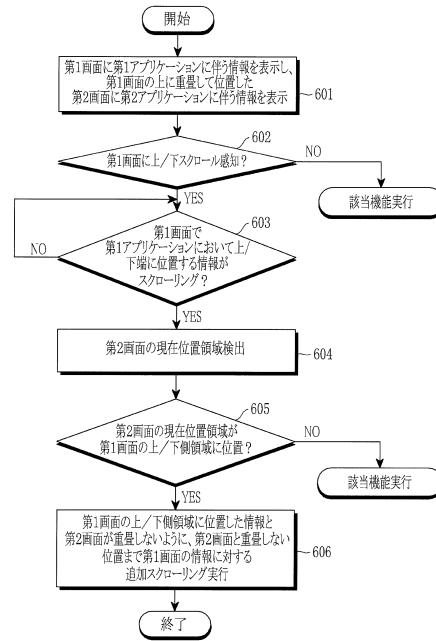 開始
第1画面に第1アプリケーションに伴う情報を表示し、
第1画面の上に重畳して位置した
第2画面に第2アプリケーションに伴う情報を表示
601
602
第1画面に上/下スクロール感知?
NO
YES
該当機能実行
603
第1画面で
第1アプリケーションにおいて上/
下端に位置する情報が
スクローリング?
NO
YES
第2画面の現在位置領域検出
604
605
第2画面の現在位置領域が
第1画面の上/下側領域に位置?
NO
YES
該当機能実行
第1画面の上/下側領域に位置した情報と
第2画面が重畳しないように、第2画面と重畳しない
位置まで第1画面の情報に対する
追加スクローリング実行
606
終了